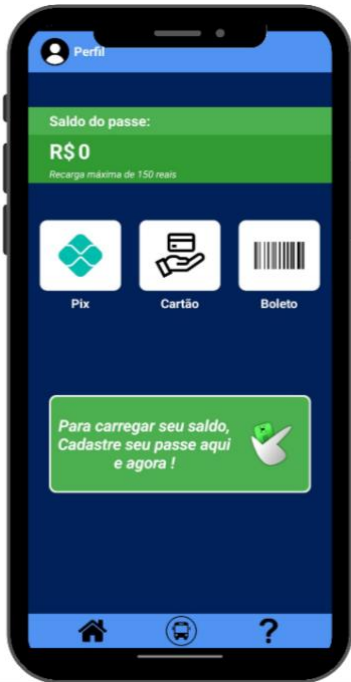 Perfil
Saldo do passe:
R$ 0
Recarga máxima de 150 reais
Pix
Cartão
Boleto
Para carregar seu saldo,
Cadastre seu passe aqui
e agora !
?